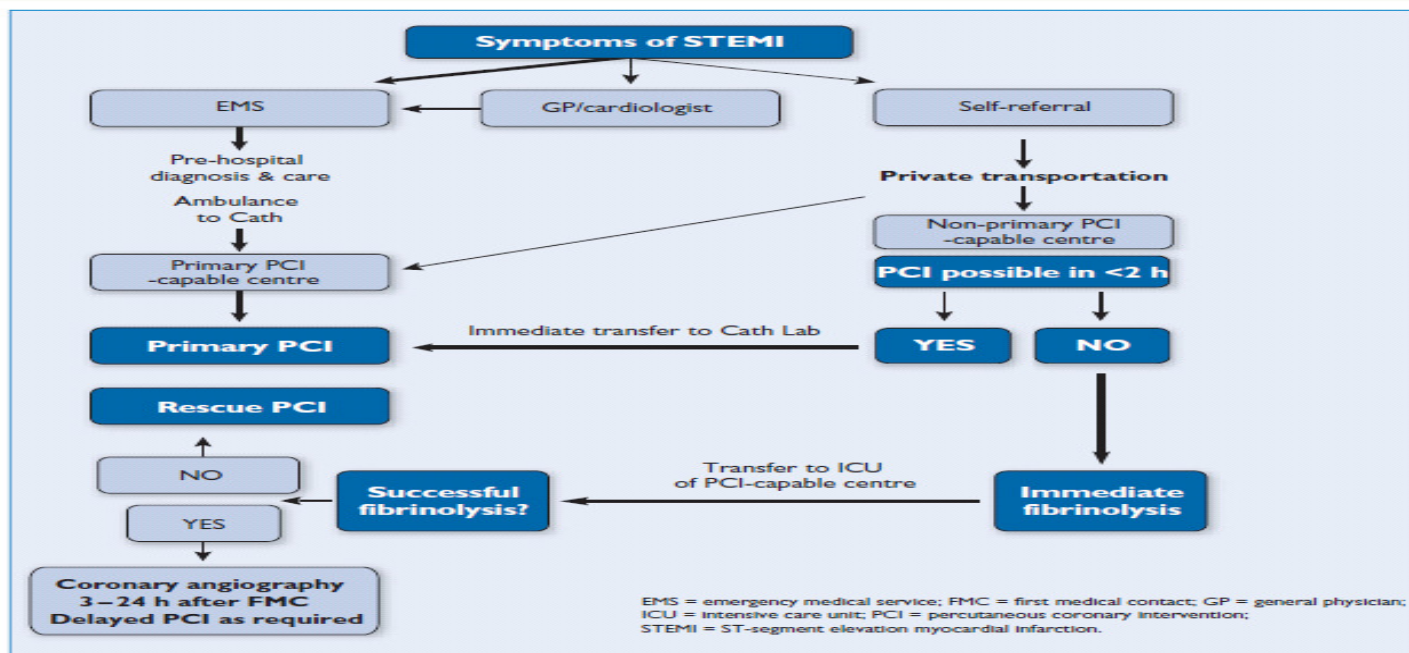 Symptoms of STEMI
EMS
GP/cardiologist
Self-referral
Pre-hospital
diagnosis & care
Private transportation
Ambulance
to Cath
Non-primary PCI
-capable centre
Primary PCI
-capable centre
PCI possible in <2 h
Immediate transfer to Cath Lab
Primary PCI
YES
NO
Rescue PCI
NO
Transfer to ICU
of PCI-capable centre
Successful
fibrinolysis?
Immediate
fibrinolysis
YES
Coronary angiography
3–24 h after FMC
Delayed PCI as required
EMS = emergency medical service; FMC = first medical contact; GP = general physician;
ICU = intensive care unit; PCI = percutaneous coronary intervention;
STEMI = ST-segment elevation myocardial infarction.